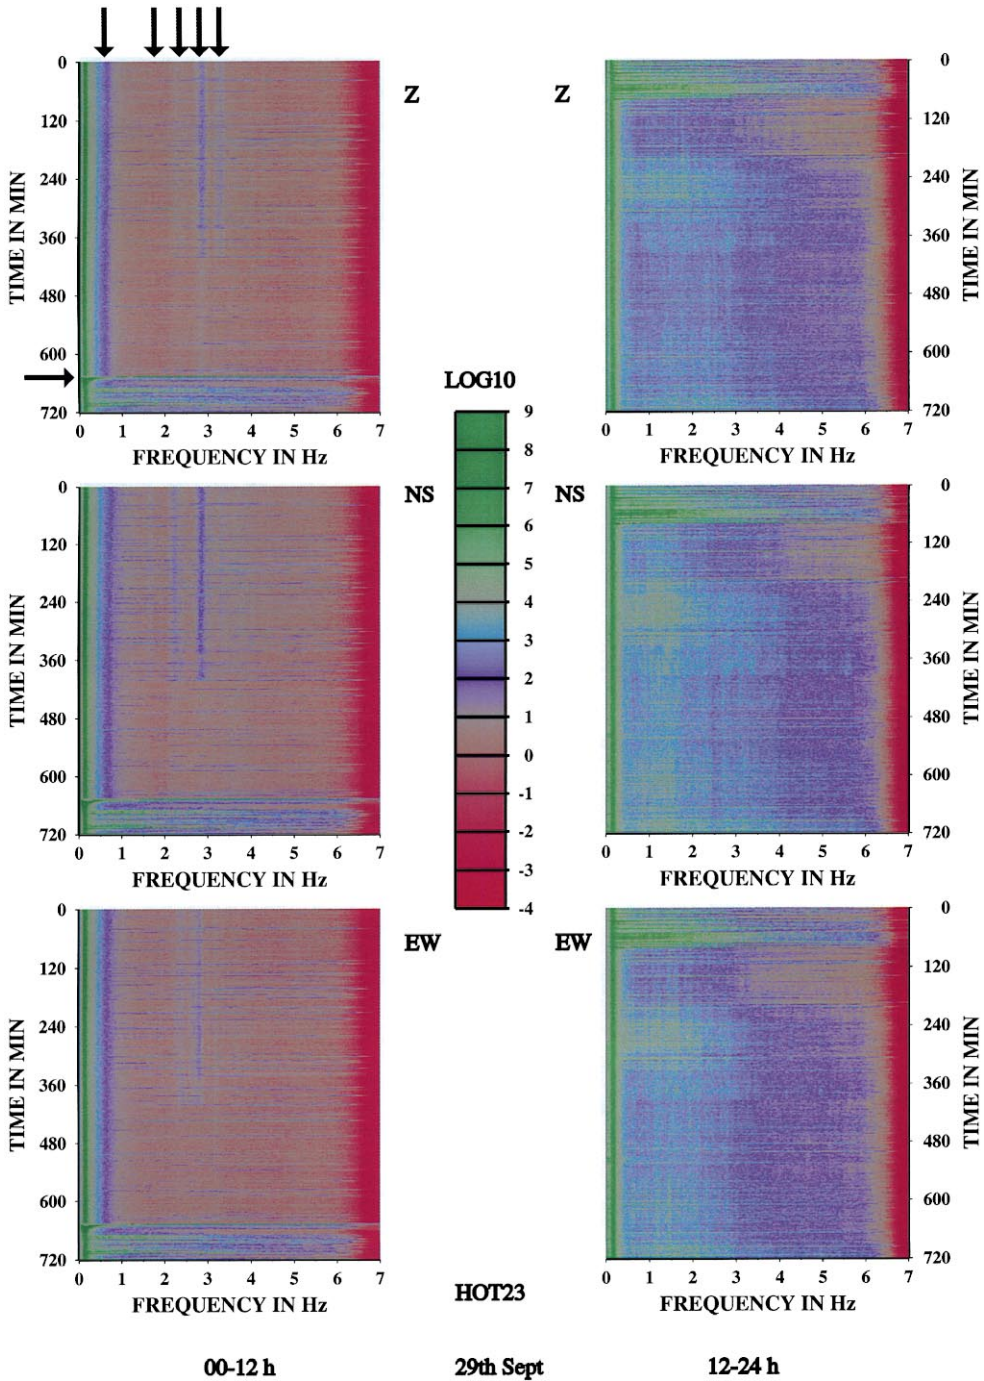 0
120
240
360
480
600
720
TIME IN MIN
0 1 2 3 4 5 6 7
FREQUENCY IN Hz
Z
Z
0
120
240
360
480
600
720
TIME IN MIN
0 1 2 3 4 5 6 7
FREQUENCY IN Hz
LOG10
9
8
7
6
5
4
3
2
1
0
-1
-2
-3
-4
0
120
240
360
480
600
720
TIME IN MIN
0 1 2 3 4 5 6 7
FREQUENCY IN Hz
NS
NS
0
120
240
360
480
600
720
TIME IN MIN
0 1 2 3 4 5 6 7
FREQUENCY IN Hz
0
120
240
360
480
600
720
TIME IN MIN
0 1 2 3 4 5 6 7
FREQUENCY IN Hz
EW
EW
0
120
240
360
480
600
720
TIME IN MIN
0 1 2 3 4 5 6 7
FREQUENCY IN Hz
HOT23
00-12 h 29th Sept 12-24 h